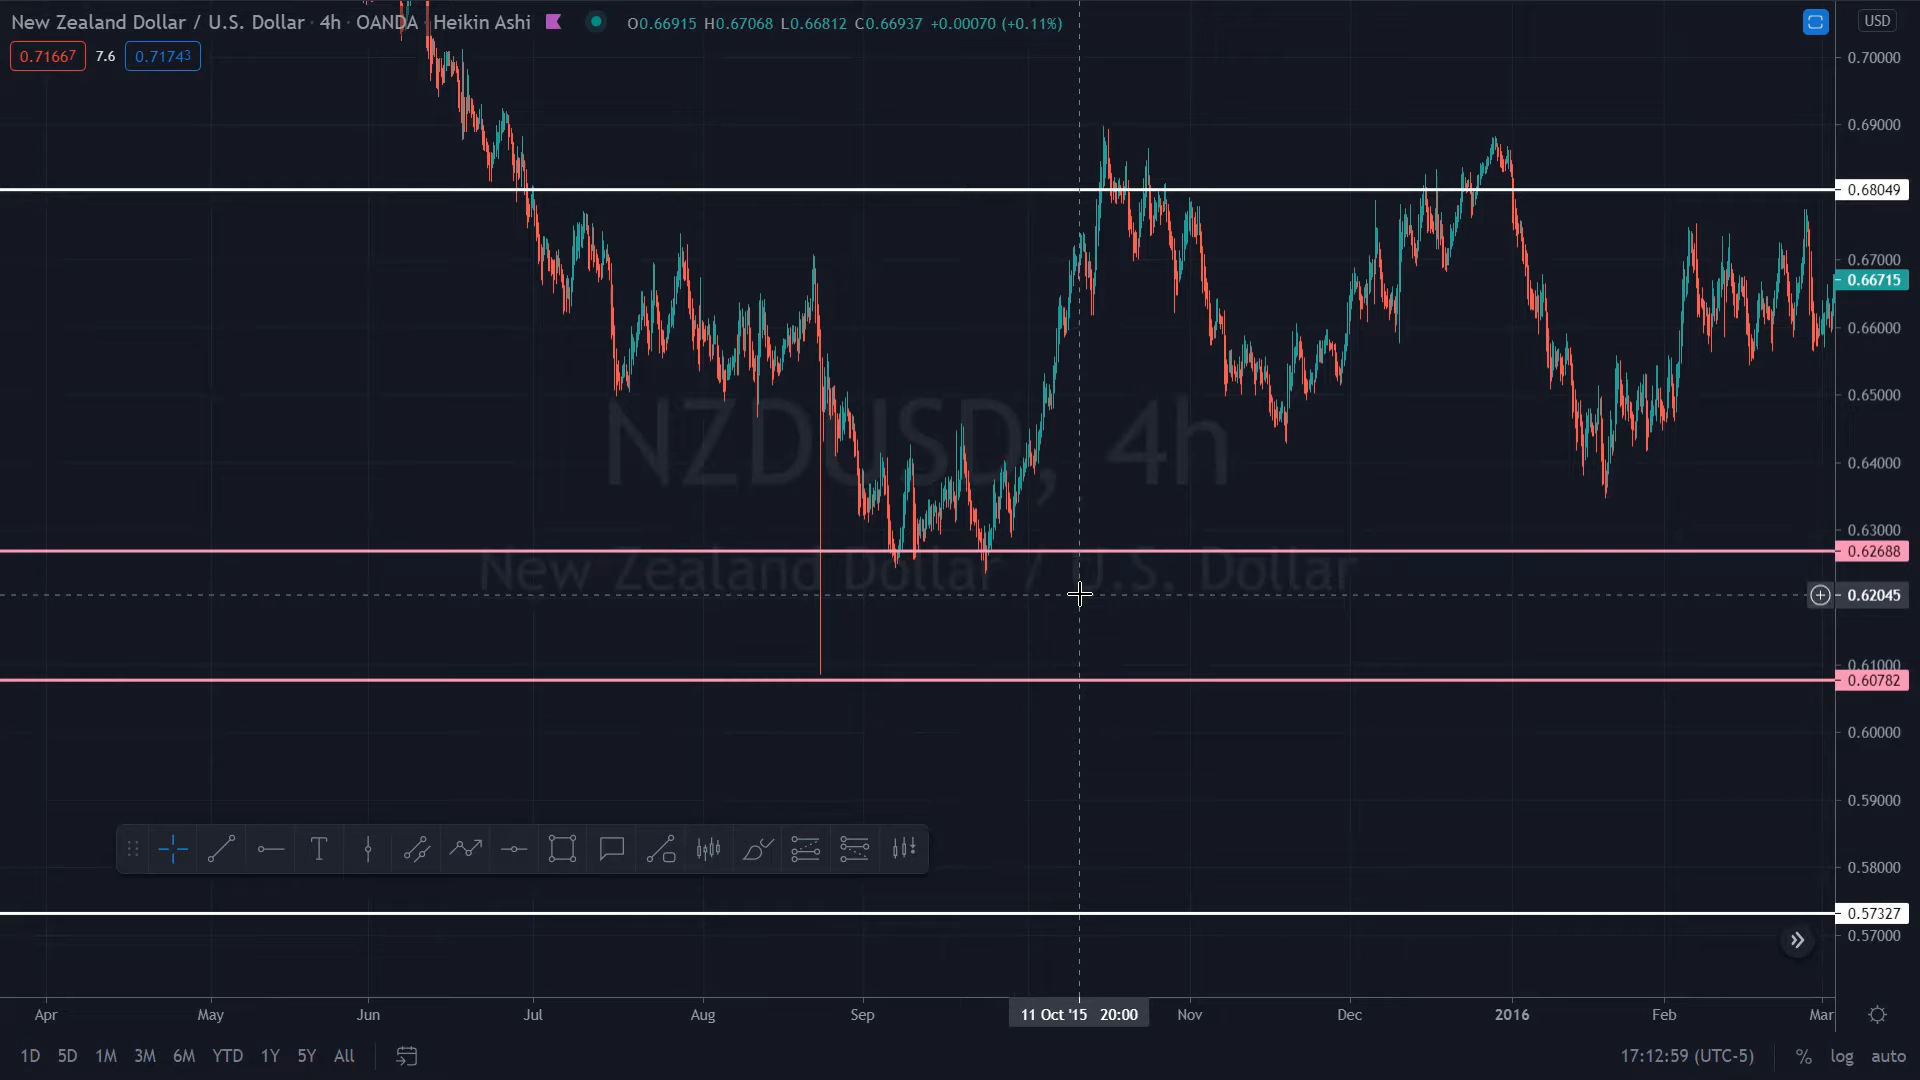 New Zealand Dollar / U.S. Dollar · 4h · OANDA · Heikin Ashi O0.66915 H0.67068 L0.66812 C0.66937 +0.00070 (+0.11%) USD
0.71667 7.6 0.71743
0.70000
0.69000
0.68049
0.67000
0.66715
0.66000
0.65000
NZDUSD, 4h
0.64000
0.63000
0.62688
New Zealand Dollar / U.S. Dollar
0.62045
0.61000
0.60782
0.60000
0.59000
T
0.58000
0.57327
0.57000
Apr May Jun Jul Aug Sep 11 Oct '15 20:00 Nov Dec 2016 Feb Mar
1D 5D 1M 3M 6M YTD 1Y 5Y All 17:12:59 (UTC-5) % log auto